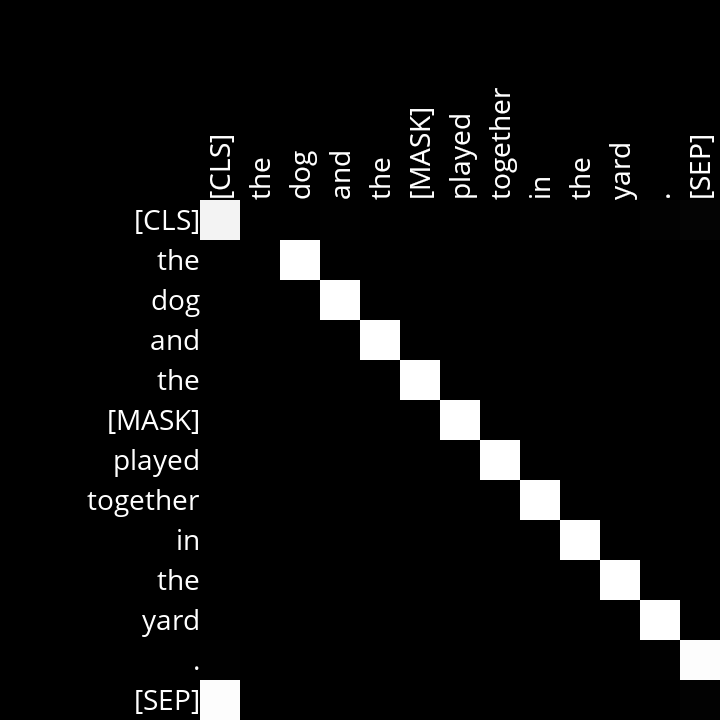 [CLS] the dog and the [MASK] played together in the yard . [SEP]
[CLS]
the
dog
and
the
[MASK]
played
together
in
the
yard
.
[SEP]